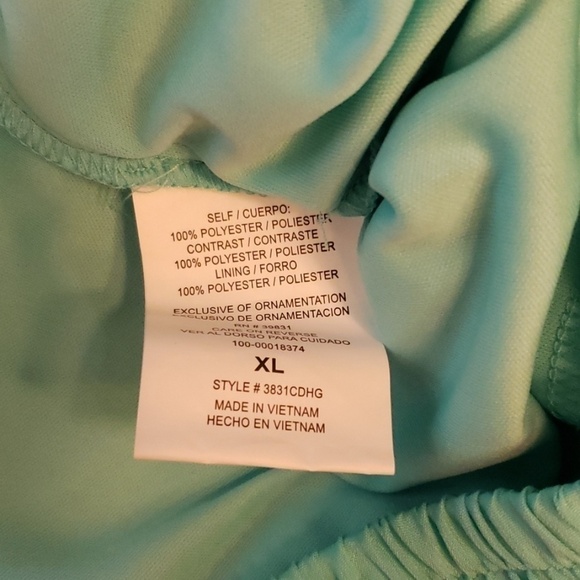 SELF / CUERPO:
100% POLYESTER / POLIESTER
CONTRAST / CONTRASTE
100% POLYESTER / POLIESTER
LINING / FORRO
100% POLYESTER / POLIESTER
EXCLUSIVE OF ORNAMENTATION
EXCLUSIVO DE ORNAMENTACION
RN # 39831
CARE ON REVERSE
VER AL DORSO PARA CUIDADO
100-00018374
XL
STYLE # 3831CDHG
MADE IN VIETNAM
HECHO EN VIETNAM